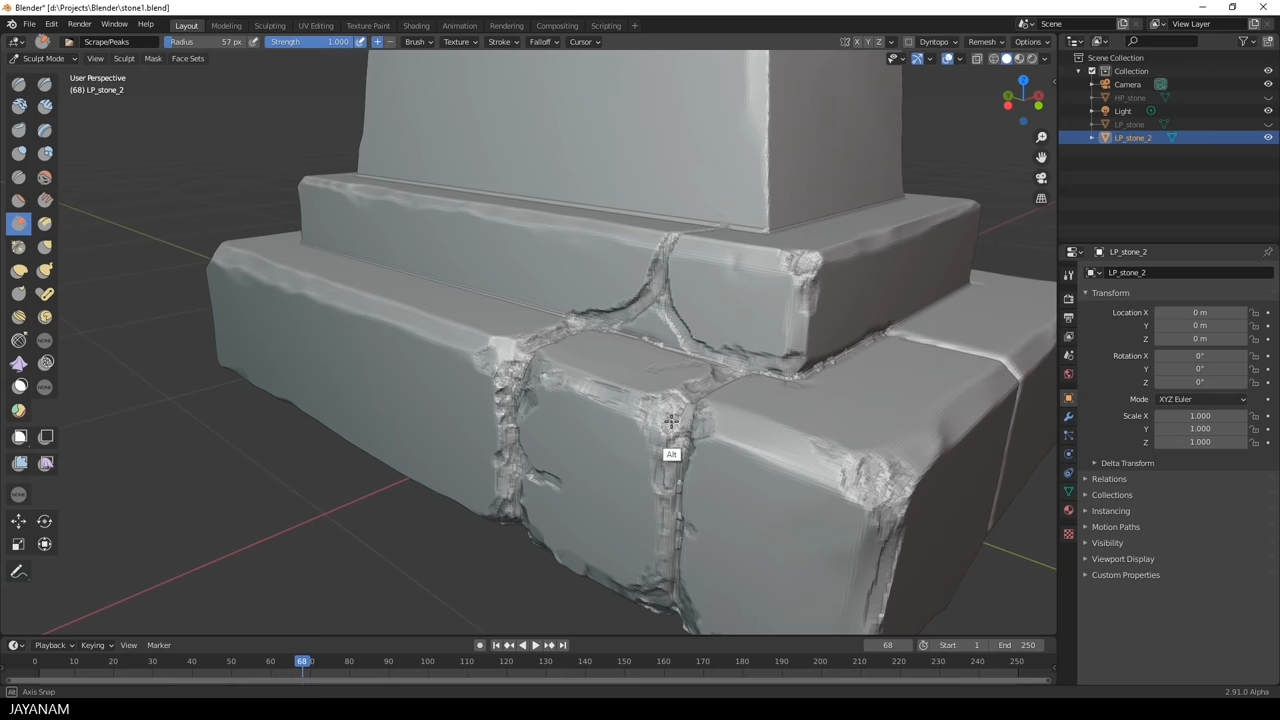 Blender* [d:\Projects\Blender\stone1.blend]
File Edit Render Window Help Layout Modeling Sculpting UV Editing Texture Paint Shading Animation Rendering Compositing Scripting Scene View Layer
Scrape/Peaks Radius 57 px Strength 1.000 Brush Texture Stroke Falloff Cursor X Y Z Dyntopo Remesh Options
Sculpt Mode View Sculpt Mask Face Sets
User Perspective
(68) LP_stone_2
Scene Collection
Collection
Camera
HP_stone
Light
LP_stone
LP_stone_2
Z
Y
X
NONE
NONE
NONE
Alt
LP_stone_2
LP_stone_2
Transform
Location X 0 m
Y 0 m
Z 0 m
Rotation X 0°
Y 0°
Z 0°
Mode XYZ Euler
Scale X 1.000
Y 1.000
Z 1.000
Delta Transform
Relations
Collections
Instancing
Motion Paths
Visibility
Viewport Display
Custom Properties
Playback Keying View Marker 68 Start 1 End 250
0 10 20 30 40 50 60 68 70 80 90 100 110 120 130 140 150 160 170 180 190 200 210 220 230 240 250
Alt Axis Snap 2.91.0 Alpha
JAYANAM